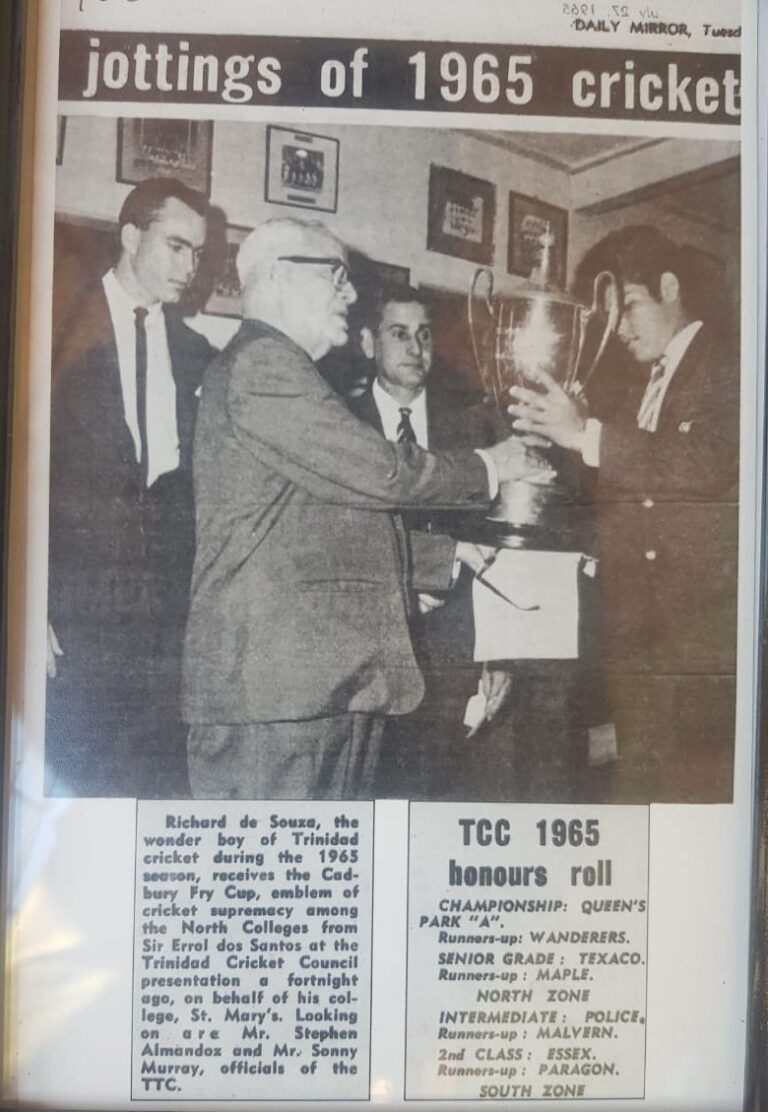 July 27, 1965
DAILY MIRROR, Tuesd
jottings of 1965 cricket
Richard de Souza, the
wonder boy of Trinidad
cricket during the 1965
season, receives the Cad-
bury Fry Cup, emblem of
cricket supremacy among
the North Colleges from
Sir Errol dos Santos at the
Trinidad Cricket Council
presentation a fortnight
ago, on behalf of his col-
lege, St. Mary's. Looking
on are Mr. Stephen
Almandoz and Mr. Sonny
Murray, officials of the
TTC.
TCC 1965
honours roll
CHAMPIONSHIP: QUEEN'S
PARK "A".
Runners-up: WANDERERS.
SENIOR GRADE: TEXACO.
Runners-up: MAPLE.
NORTH ZONE
INTERMEDIATE: POLICE.
Runners-up: MALVERN.
2nd CLASS: ESSEX.
Runners-up: PARAGON.
SOUTH ZONE